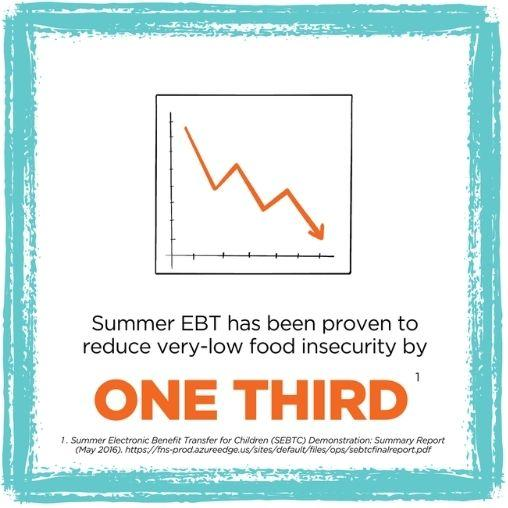 Summer EBT has been proven to
reduce very-low food insecurity by
ONE THIRD 1
1. Summer Electronic Benefit Transfer for Children (SEBTC) Demonstration: Summary Report
(May 2016). https://fns-prod.azureedge.us/sites/default/files/ops/sebtcfinalreport.pdf